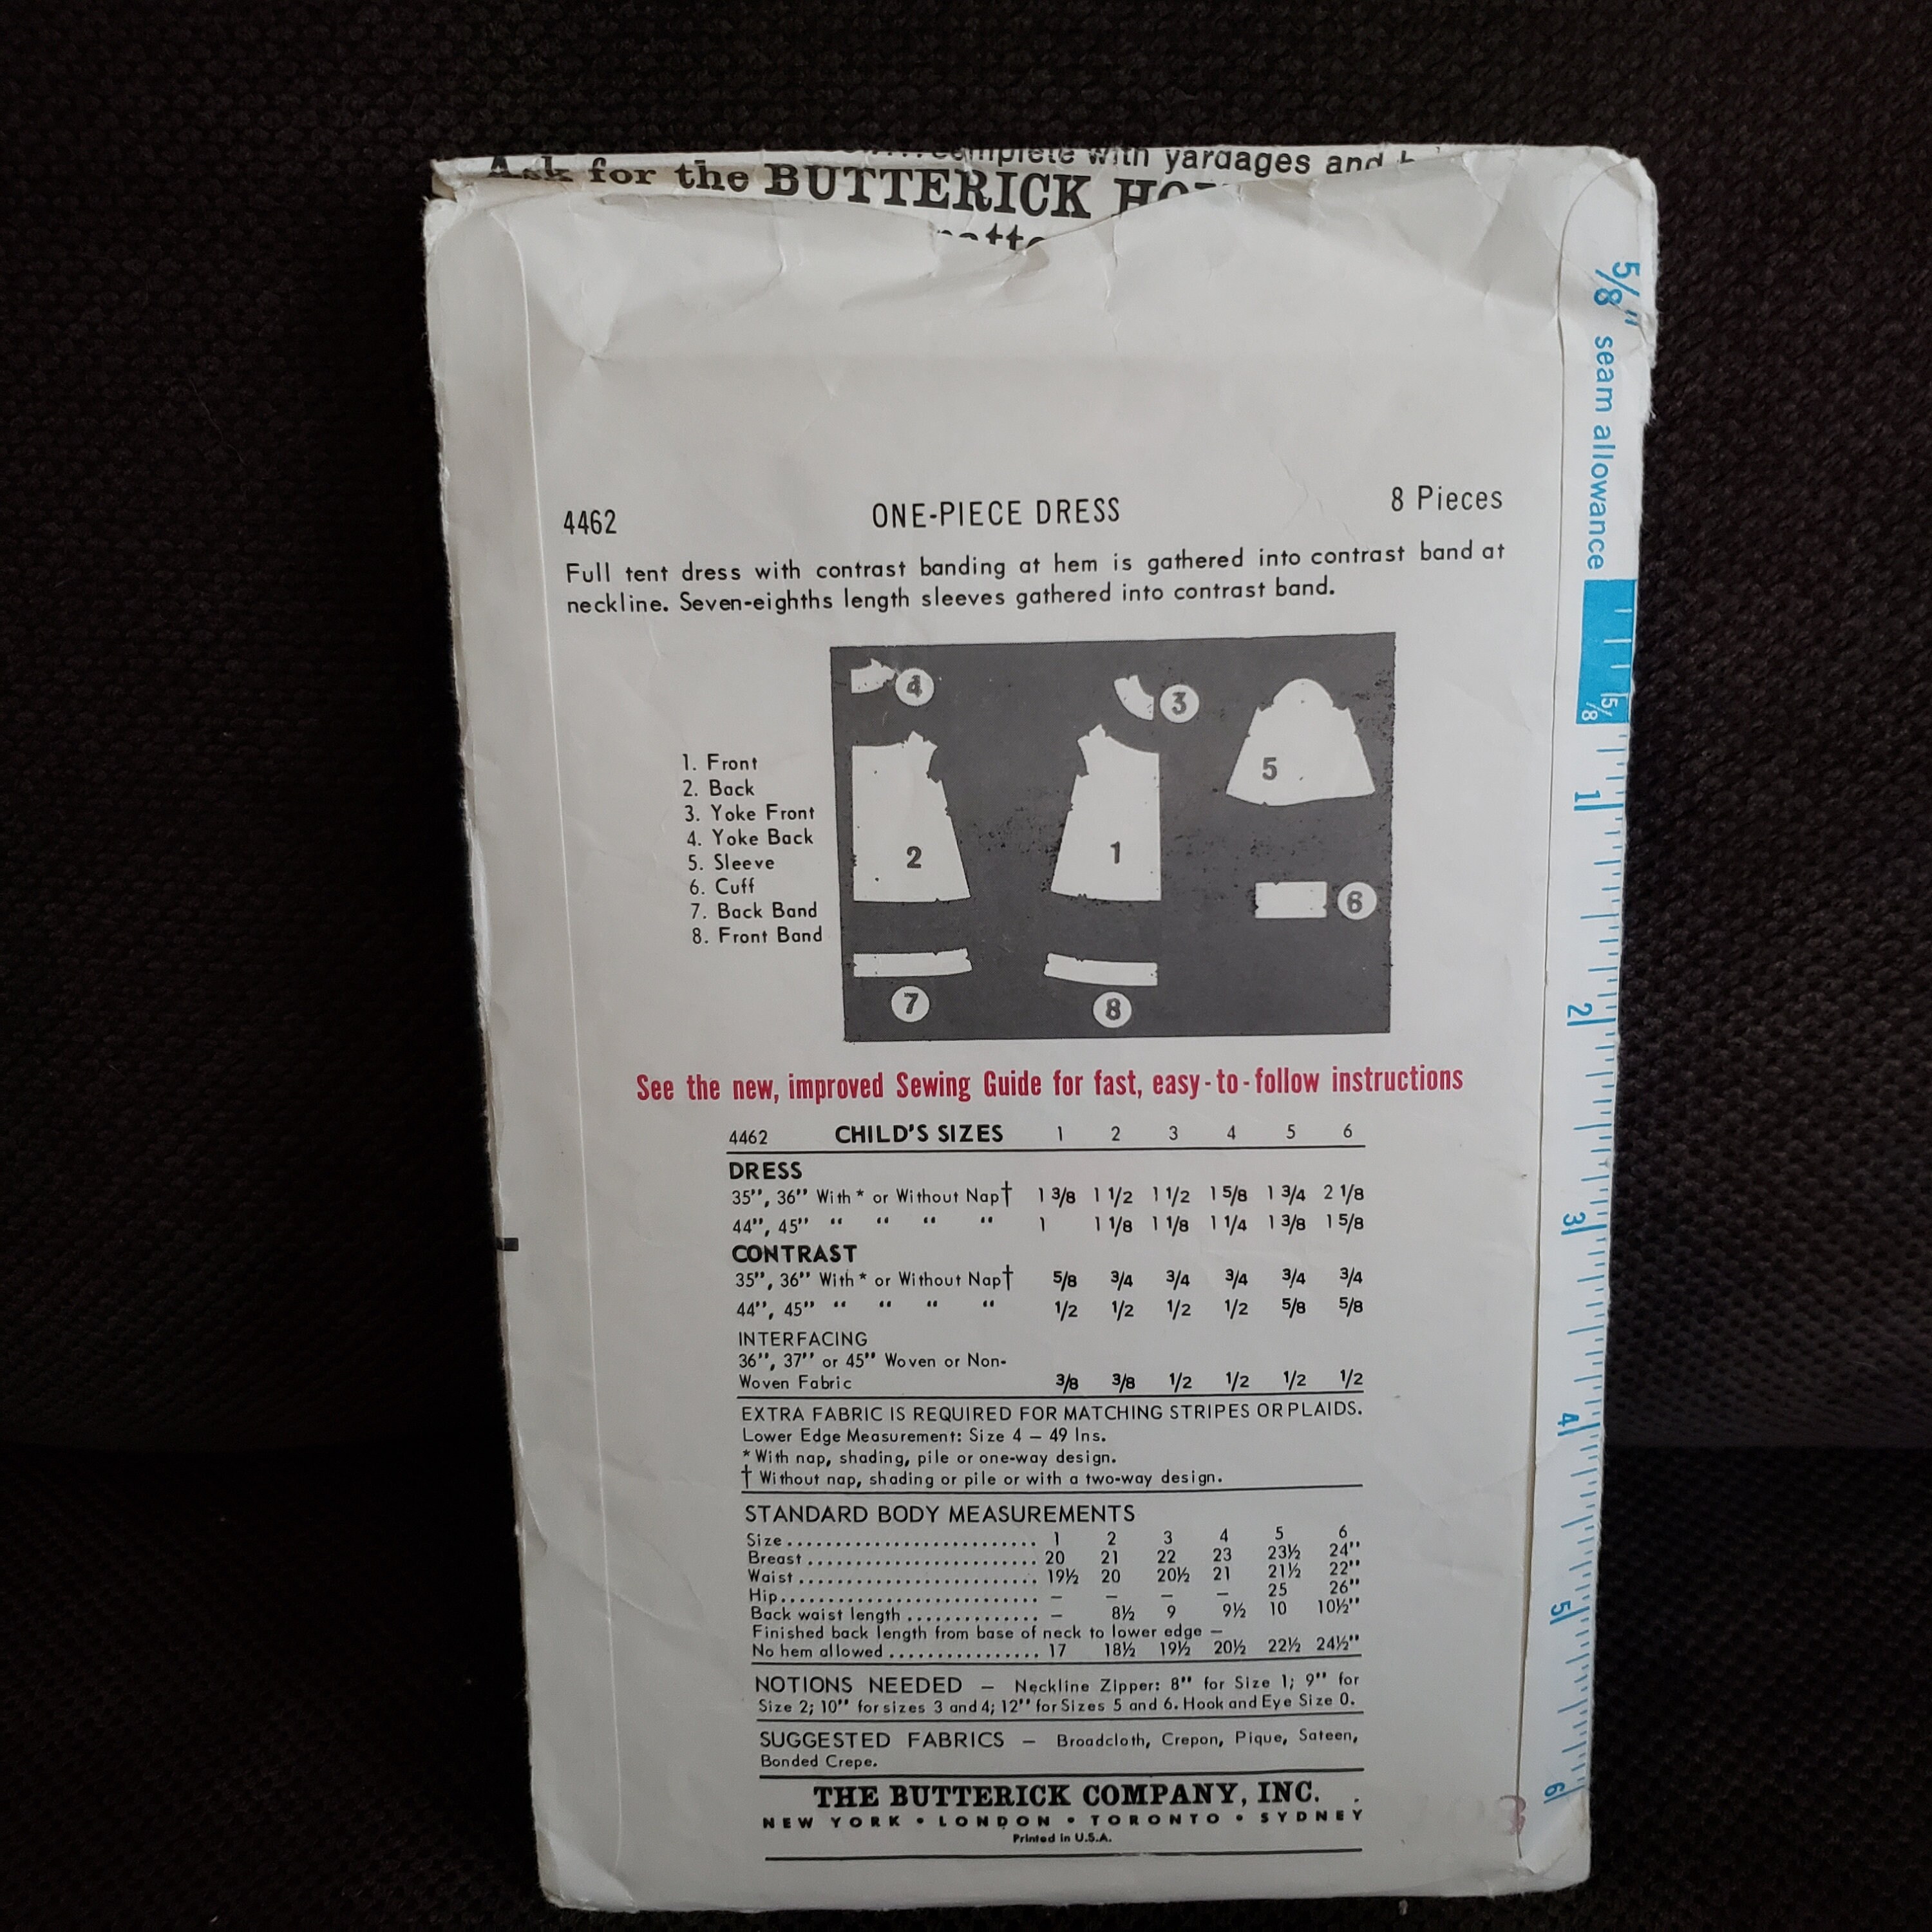 complete with yardages and
Ask for the BUTTERICK
4462 ONE-PIECE DRESS 8 Pieces
Full tent dress with contrast banding at hem is gathered into contrast band at
neckline. Seven-eighths length sleeves gathered into contrast band.
1. Front
2. Back
3. Yoke Front
4. Yoke Back
5. Sleeve
6. Cuff
7. Back Band
8. Front Band
4
3
5
2
1
6
7
8
See the new, improved Sewing Guide for fast, easy-to-follow instructions
4462 CHILD'S SIZES 1 2 3 4 5 6
DRESS
35", 36" With * or Without Nap† 1 3/8 1 1/2 1 1/2 1 5/8 1 3/4 2 1/8
44", 45" " " " " 1 1 1/8 1 1/8 1 1/4 1 3/8 1 5/8
CONTRAST
35", 36" With * or Without Nap† 5/8 3/4 3/4 3/4 3/4 3/4
44", 45" " " " " 1/2 1/2 1/2 1/2 5/8 5/8
INTERFACING
36", 37" or 45" Woven or Non-
Woven Fabric 3/8 3/8 1/2 1/2 1/2 1/2
EXTRA FABRIC IS REQUIRED FOR MATCHING STRIPES OR PLAIDS.
Lower Edge Measurement: Size 4 – 49 Ins.
* With nap, shading, pile or one-way design.
† Without nap, shading or pile or with a two-way design.
STANDARD BODY MEASUREMENTS
Size........................... 1 2 3 4 5 6
Breast ......................... 20 21 22 23 23½ 24"
Waist.......................... 19½ 20 20½ 21 21½ 22"
Hip............................ – – – – 25 26"
Back waist length .............. – 8½ 9 9½ 10 10½"
Finished back length from base of neck to lower edge –
No hem allowed ................ 17 18½ 19½ 20½ 22½ 24½"
NOTIONS NEEDED – Neckline Zipper: 8" for Size 1; 9" for
Size 2; 10" for sizes 3 and 4; 12" for Sizes 5 and 6. Hook and Eye Size 0.
SUGGESTED FABRICS – Broadcloth, Crepon, Pique, Sateen,
Bonded Crepe.
THE BUTTERICK COMPANY, INC.
NEW YORK • LONDON • TORONTO • SYDNEY
Printed in U.S.A.
5/8" seam allowance
5/8
1
2
3
4
5
6